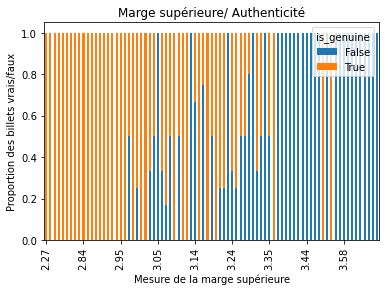 Marge supérieure/ Authenticité
is_genuine
False
True
Proportion des billets vrais/faux
1.0
0.8
0.6
0.4
0.2
0.0
2.27
2.84
2.95
3.05
3.14
3.24
3.35
3.44
3.58
Mesure de la marge supérieure